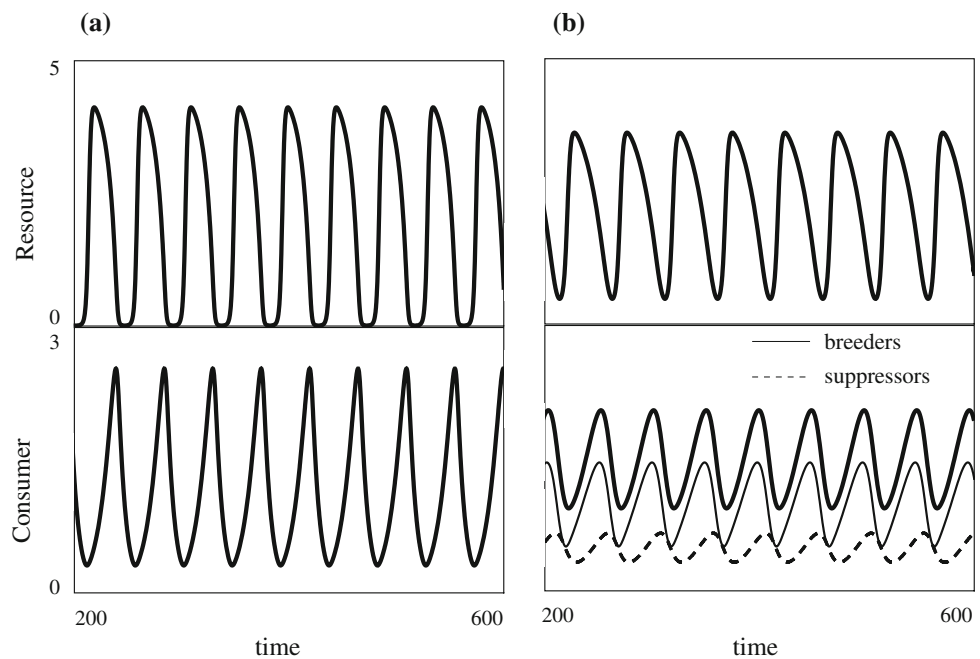 (a)
(b)
5
Resource
0
3
Consumer
0
breeders
suppressors
200
600
time
200
600
time